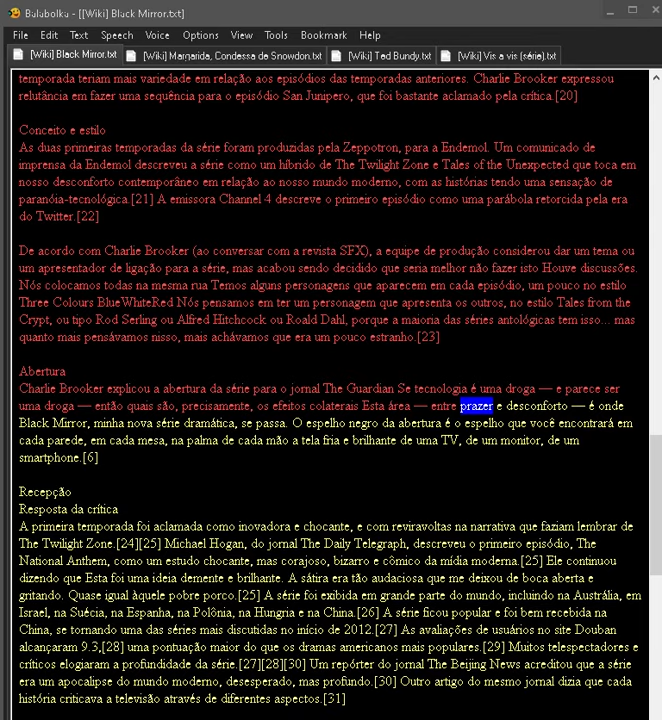 Balabolka - [[Wiki] Black Mirror.txt]
File Edit Text Speech Voice Options View Tools Bookmark Help
[Wiki] Black Mirror.txt [Wiki] Margarida, Condessa de Snowdon.txt [Wiki] Ted Bundy.txt [Wiki] Vis a vis (série).txt
temporada teriam mais variedade em relação aos episódios das temporadas anteriores. Charlie Brooker expressou
relutância em fazer uma sequência para o episódio San Junipero, que foi bastante aclamado pela crítica.[20]
Conceito e estilo
As duas primeiras temporadas da série foram produzidas pela Zeppotron, para a Endemol. Um comunicado de
imprensa da Endemol descreveu a série como um híbrido de The Twilight Zone e Tales of the Unexpected que toca em
nosso desconforto contemporâneo em relação ao nosso mundo moderno, com as histórias tendo uma sensação de
paranóia-tecnológica.[21] A emissora Channel 4 descreve o primeiro episódio como uma parábola retorcida pela era
do Twitter.[22]
De acordo com Charlie Brooker (ao conversar com a revista SFX), a equipe de produção considerou dar um tema ou
um apresentador de ligação para a série, mas acabou sendo decidido que seria melhor não fazer isto Houve discussões.
Nós colocamos todas na mesma rua Temos alguns personagens que aparecem em cada episódio, um pouco no estilo
Three Colours BlueWhiteRed Nós pensamos em ter um personagem que apresenta os outros, no estilo Tales from the
Crypt, ou tipo Rod Serling ou Alfred Hitchcock ou Roald Dahl, porque a maioria das séries antológicas tem isso... mas
quanto mais pensávamos nisso, mais achávamos que era um pouco estranho.[23]
Abertura
Charlie Brooker explicou a abertura da série para o jornal The Guardian Se tecnologia é uma droga — e parece ser
uma droga — então quais são, precisamente, os efeitos colaterais Esta área — entre prazer e desconforto — é onde
Black Mirror, minha nova série dramática, se passa. O espelho negro da abertura é o espelho que você encontrará em
cada parede, em cada mesa, na palma de cada mão a tela fria e brilhante de uma TV, de um monitor, de um
smartphone.[6]
Recepção
Resposta da crítica
A primeira temporada foi aclamada como inovadora e chocante, e com reviravoltas na narrativa que faziam lembrar de
The Twilight Zone.[24][25] Michael Hogan, do jornal The Daily Telegraph, descreveu o primeiro episódio, The
National Anthem, como um estudo chocante, mas corajoso, bizarro e cômico da mídia moderna.[25] Ele continuou
dizendo que Esta foi uma ideia demente e brilhante. A sátira era tão audaciosa que me deixou de boca aberta e
gritando. Quase igual àquele pobre porco.[25] A série foi exibida em grande parte do mundo, incluindo na Austrália, em
Israel, na Suécia, na Espanha, na Polônia, na Hungria e na China.[26] A série ficou popular e foi bem recebida na
China, se tornando uma das séries mais discutidas no início de 2012.[27] As avaliações de usuários no site Douban
alcançaram 9.3,[28] uma pontuação maior do que os dramas americanos mais populares.[29] Muitos telespectadores e
críticos elogiaram a profundidade da série.[27][28][30] Um repórter do jornal The Beijing News acreditou que a série
era um apocalipse do mundo moderno, desesperado, mas profundo.[30] Outro artigo do mesmo jornal dizia que cada
história criticava a televisão através de diferentes aspectos.[31]